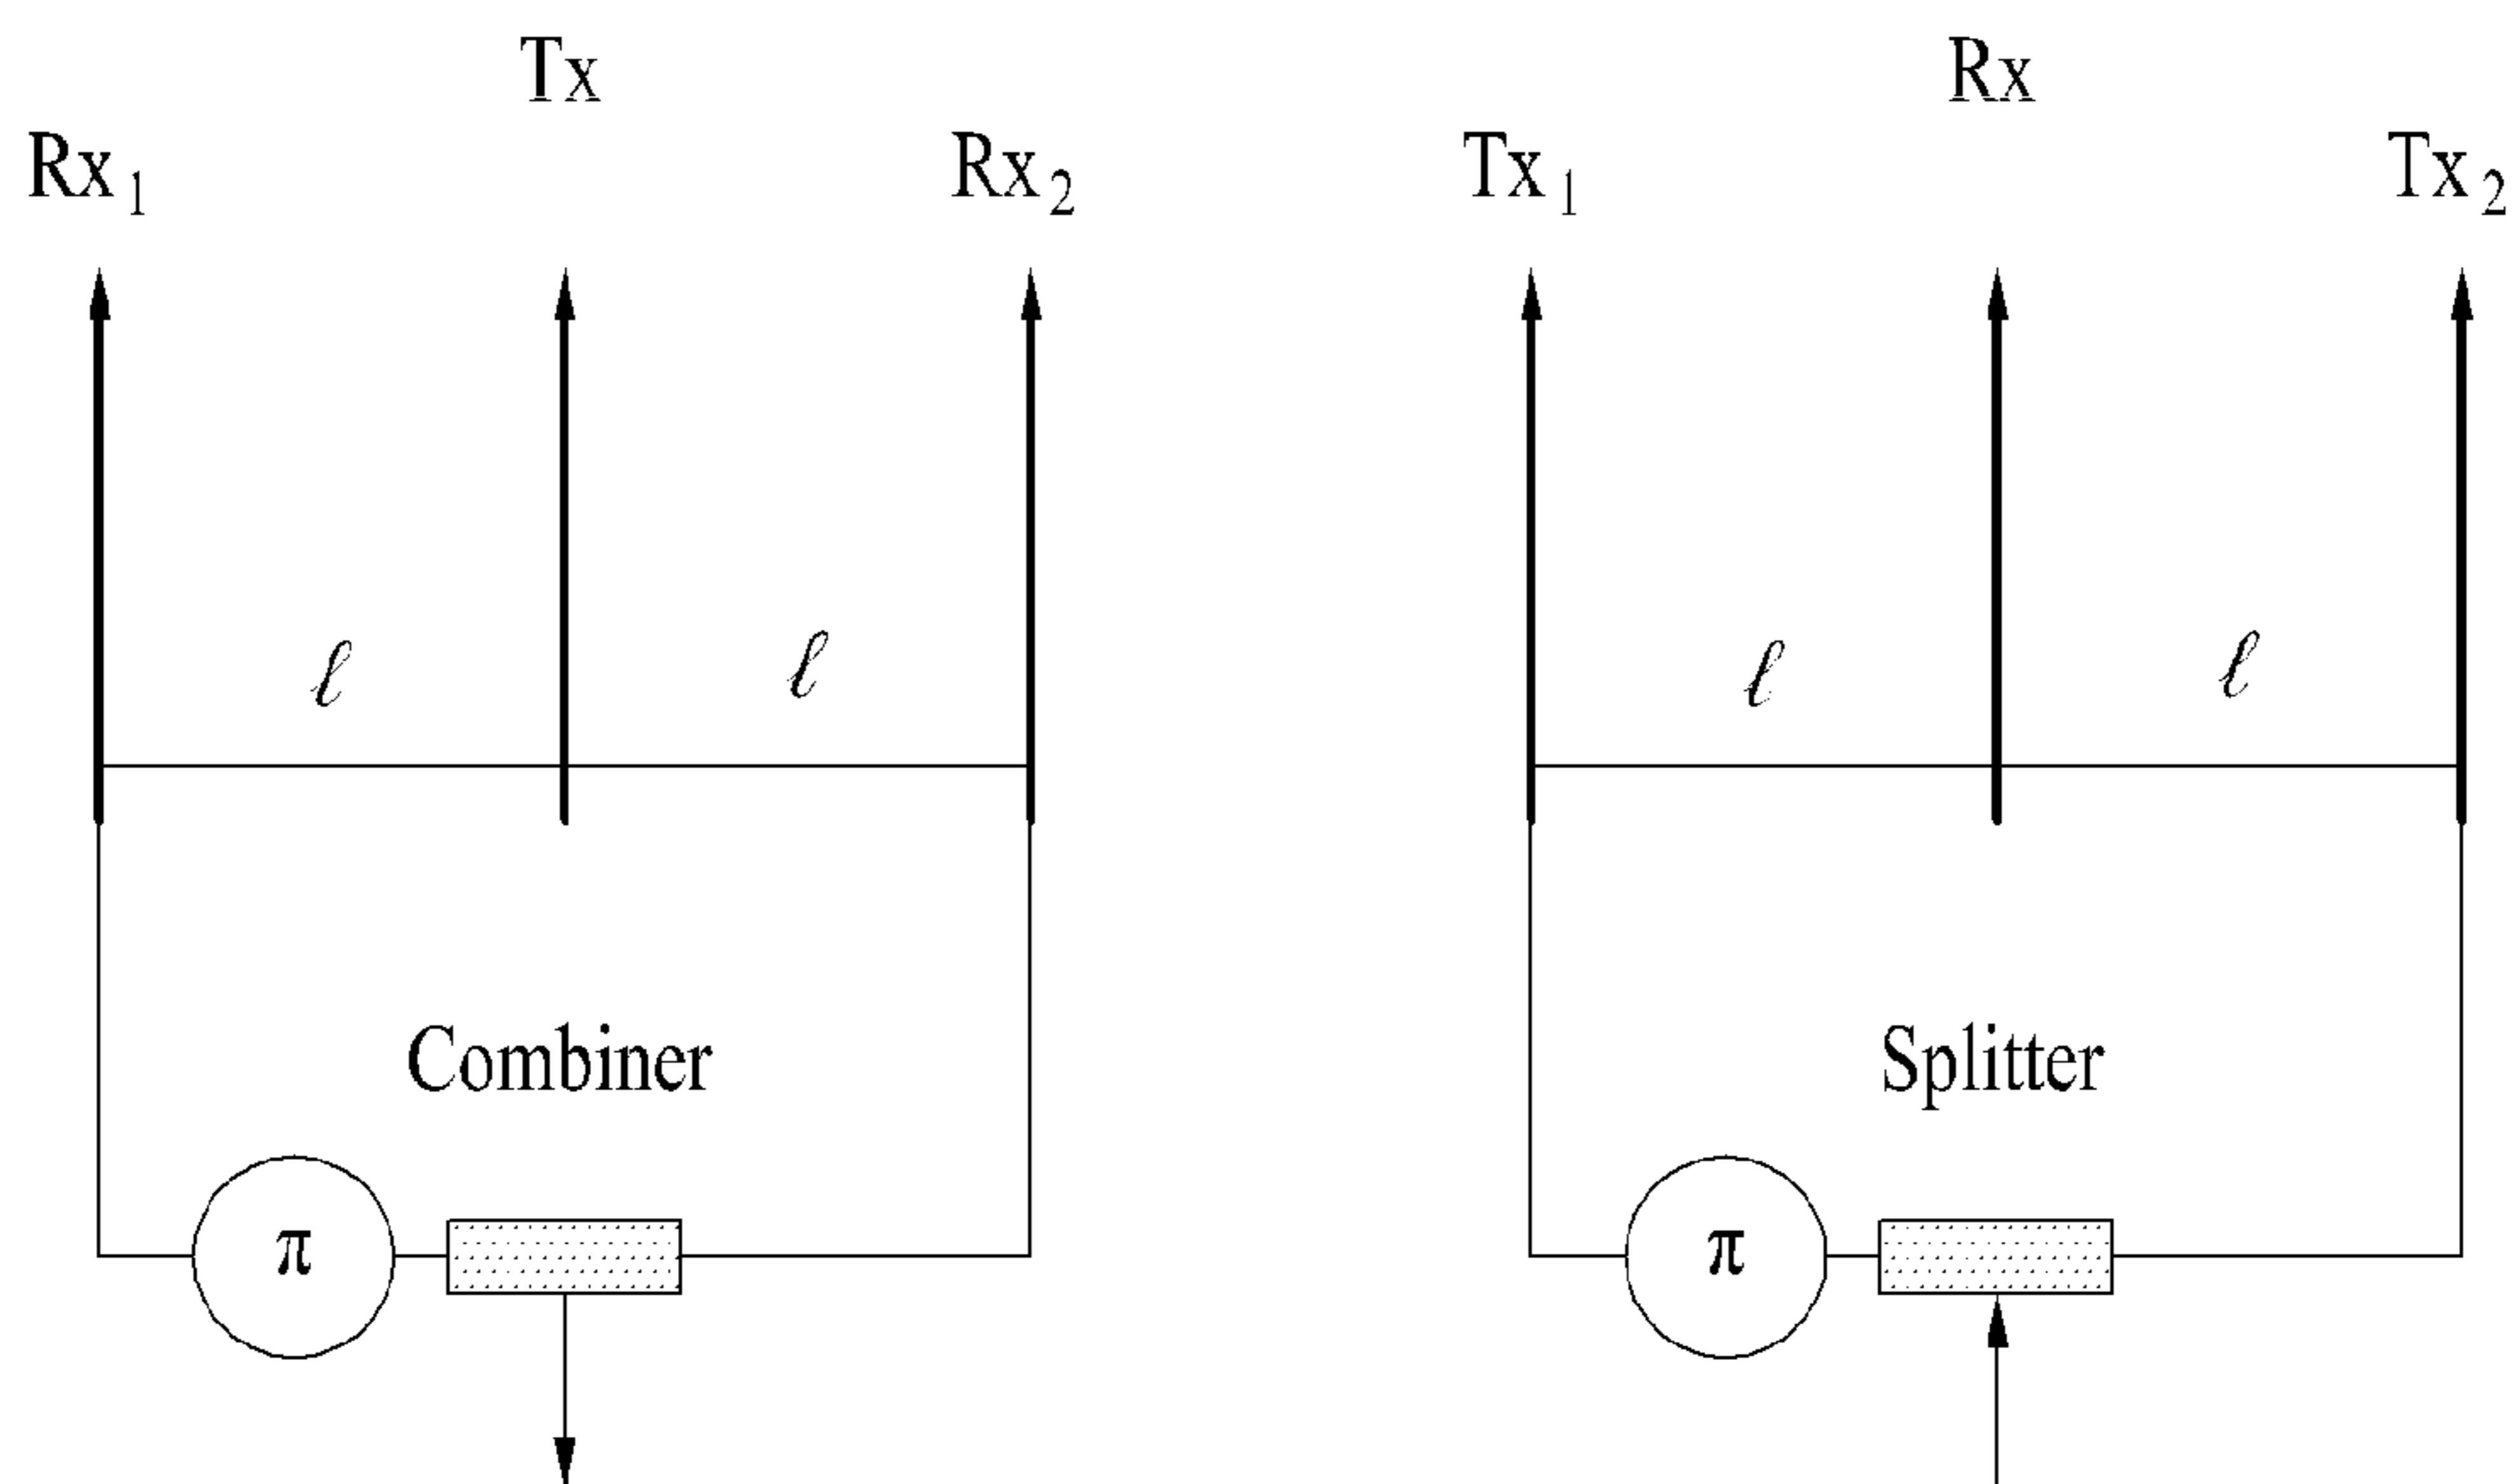 Tx Rx
Rx₁ Rx₂ Tx₁ Tx₂
ℓ ℓ ℓ ℓ
Combiner Splitter
π π